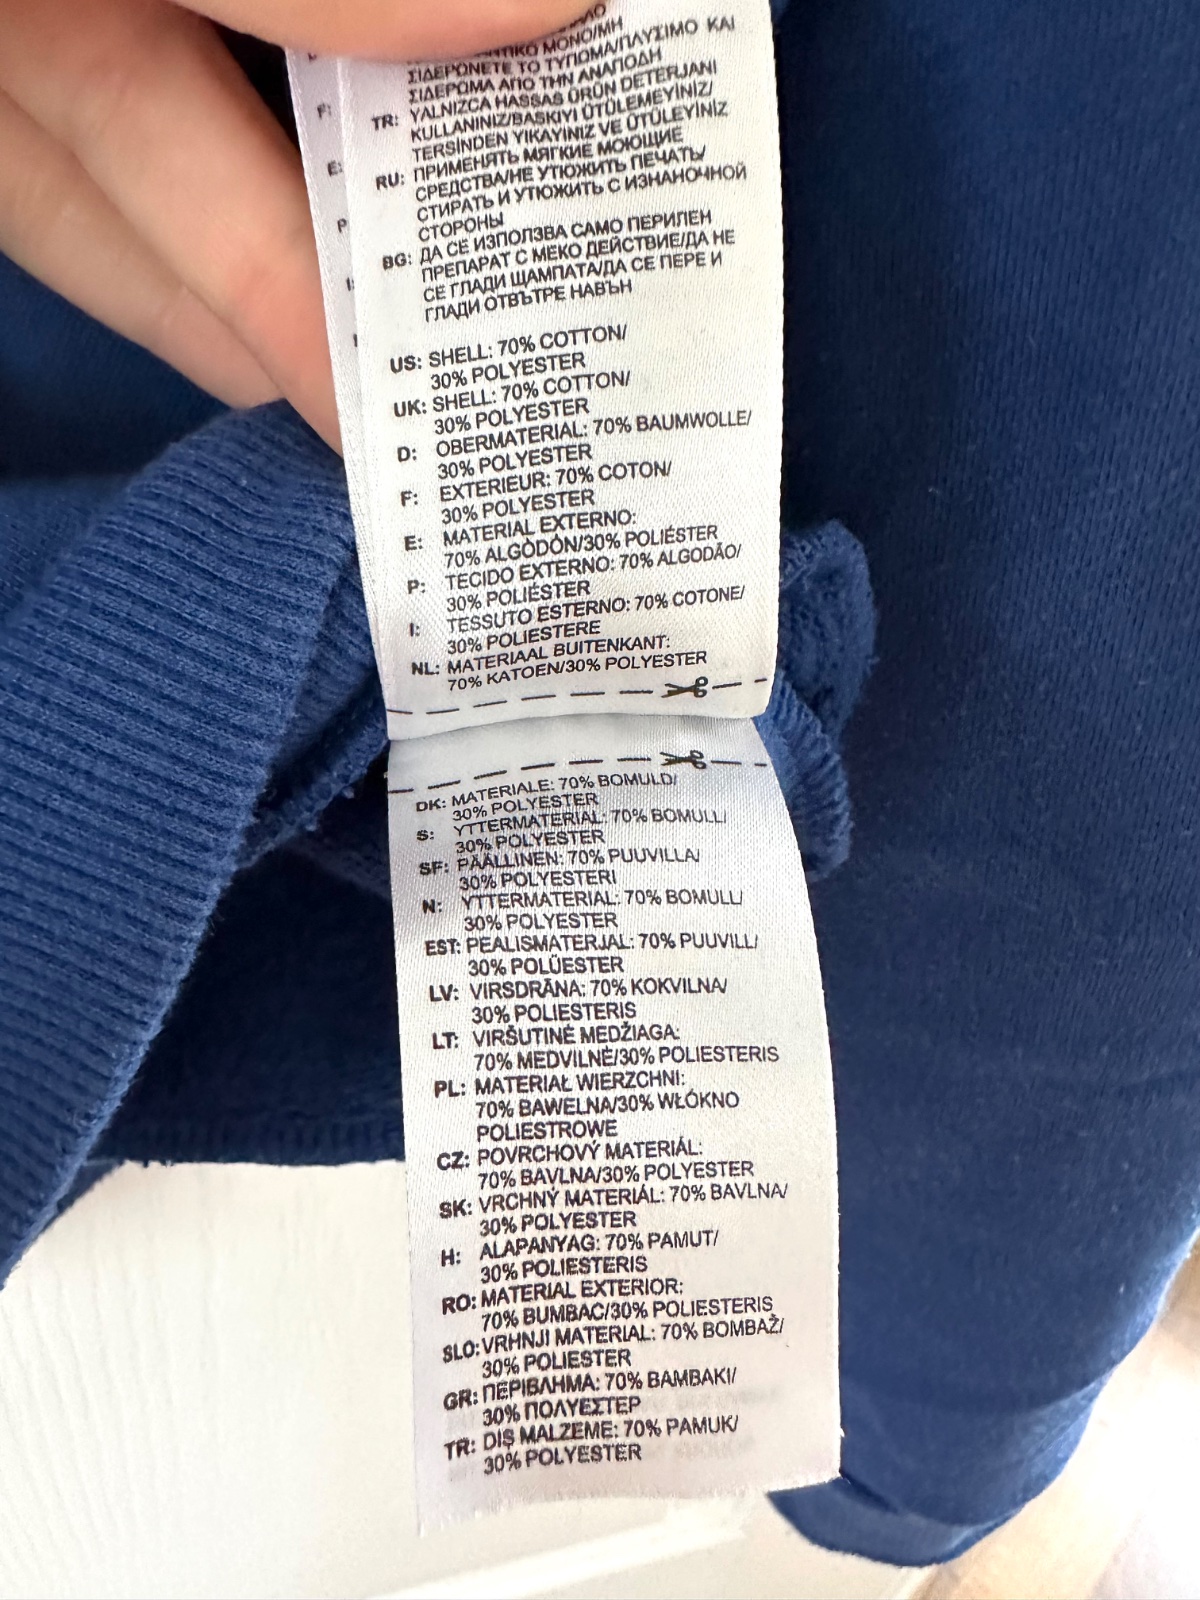 ΜΟΝΟ/ΜΗ
ΣΙΔΕΡΩΝΕΤΕ ΤΟ ΤΥΠΩΜΑ/ΠΛΥΣΙΜΟ ΚΑΙ
ΣΙΔΕΡΩΜΑ ΑΠΟ ΤΗΝ ΑΝΑΠΟΔΗ
TR: YALNIZCA HASSAS ÜRÜN DETERJANI
KULLANINIZ/BASKIYI ÜTÜLEMEYİNİZ/
TERSİNDEN YIKAYINIZ VE ÜTÜLEYİNİZ
RU: ПРИМЕНЯТЬ МЯГКИЕ МОЮЩИЕ
СРЕДСТВА/НЕ УТЮЖИТЬ ПЕЧАТЬ/
СТИРАТЬ И УТЮЖИТЬ С ИЗНАНОЧНОЙ
СТОРОНЫ
BG: ДА СЕ ИЗПОЛЗВА САМО ПЕРИЛЕН
ПРЕПАРАТ С МЕКО ДЕЙСТВИЕ/ДА НЕ
СЕ ГЛАДИ ЩАМПАТА/ДА СЕ ПЕРЕ И
ГЛАДИ ОТВЪТРЕ НАВЪН
US: SHELL: 70% COTTON/
30% POLYESTER
UK: SHELL: 70% COTTON/
30% POLYESTER
D: OBERMATERIAL: 70% BAUMWOLLE/
30% POLYESTER
F: EXTERIEUR: 70% COTON/
30% POLYESTER
E: MATERIAL EXTERNO:
70% ALGODÓN/30% POLIÉSTER
P: TECIDO EXTERNO: 70% ALGODÃO/
30% POLIÉSTER
I: TESSUTO ESTERNO: 70% COTONE/
30% POLIESTERE
NL: MATERIAAL BUITENKANT:
70% KATOEN/30% POLYESTER
DK: MATERIALE: 70% BOMULD/
30% POLYESTER
S: YTTERMATERIAL: 70% BOMULL/
30% POLYESTER
SF: PÄÄLLINEN: 70% PUUVILLA/
30% POLYESTERI
N: YTTERMATERIAL: 70% BOMULL/
30% POLYESTER
EST: PEALISMATERJAL: 70% PUUVILL/
30% POLÜESTER
LV: VIRSDRĀNA: 70% KOKVILNA/
30% POLIESTERIS
LT: VIRŠUTINĖ MEDŽIAGA:
70% MEDVILNĖ/30% POLIESTERIS
PL: MATERIAŁ WIERZCHNI:
70% BAWEŁNA/30% WŁÓKNO
POLIESTROWE
CZ: POVRCHOVÝ MATERIÁL:
70% BAVLNA/30% POLYESTER
SK: VRCHNÝ MATERIÁL: 70% BAVLNA/
30% POLYESTER
H: ALAPANYAG: 70% PAMUT/
30% POLIESTERIS
RO: MATERIAL EXTERIOR:
70% BUMBAC/30% POLIESTERIS
SLO: VRHNJI MATERIAL: 70% BOMBAŽ/
30% POLIESTER
GR: ΠΕΡΙΒΛΗΜΑ: 70% ΒΑΜΒΑΚΙ/
30% ΠΟΛΥΕΣΤΕΡ
TR: DIŞ MALZEME: 70% PAMUK/
30% POLYESTER